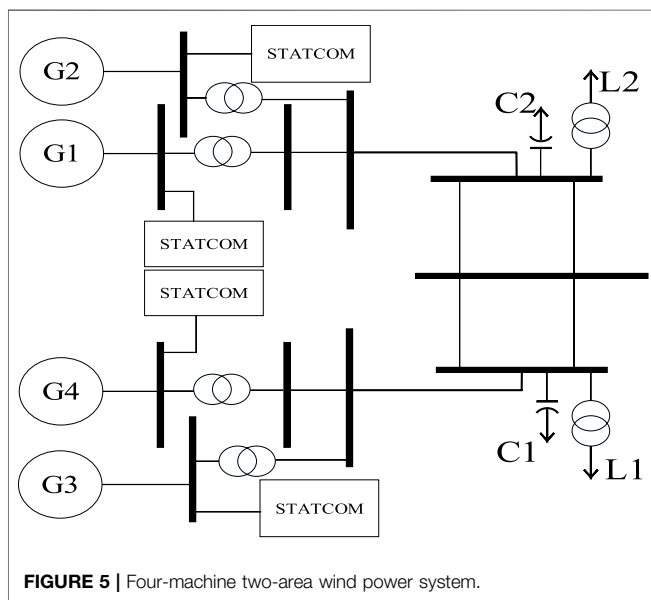 STATCOM
G2
L2
C2
G1
STATCOM
STATCOM
G4
C1
L1
G3
STATCOM
FIGURE 5 | Four-machine two-area wind power system.